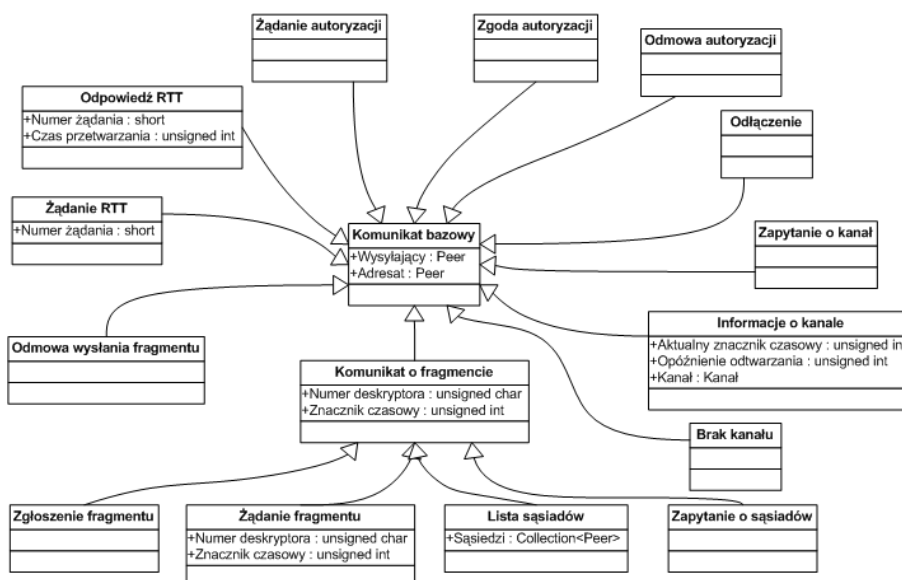 Żądanie autoryzacji
Zgoda autoryzacji
Odmowa autoryzacji
Odpowiedź RTT
+Numer żądania : short
+Czas przetwarzania : unsigned int
Odłączenie
Żądanie RTT
+Numer żądania : short
Komunikat bazowy
+Wysyłający : Peer
+Adresat : Peer
Zapytanie o kanał
Odmowa wysłania fragmentu
Informacje o kanale
+Aktualny znacznik czasowy : unsigned in
+Opóźnienie odtwarzania : unsigned int
+Kanał : Kanał
Komunikat o fragmencie
+Numer deskryptora : unsigned char
+Znacznik czasowy : unsigned int
Brak kanału
Zgłoszenie fragmentu
Żądanie fragmentu
+Numer deskryptora : unsigned char
+Znacznik czasowy : unsigned int
Lista sąsiadów
+Sąsiedzi : Collection<Peer>
Zapytanie o sąsiadów